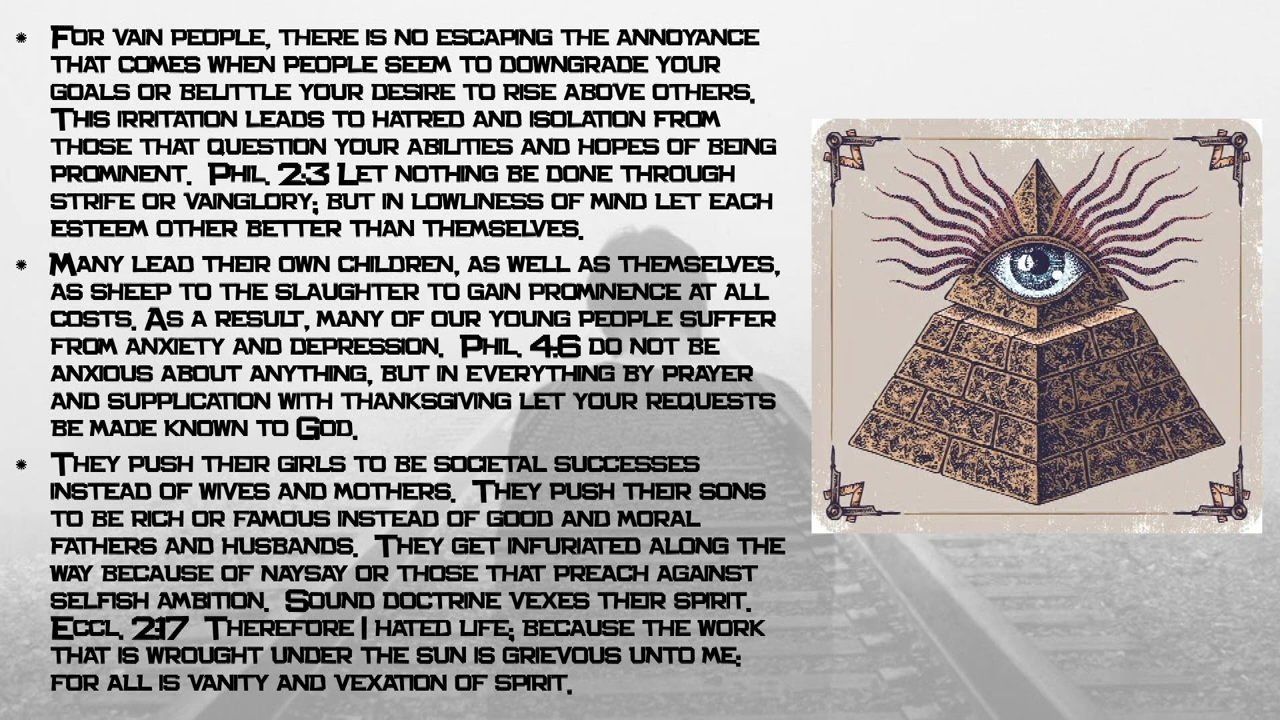 For vain people, there is no escaping the annoyance
that comes when people seem to downgrade your
goals or belittle your desire to rise above others.
This irritation leads to hatred and isolation from
those that question your abilities and hopes of being
prominent. Phil. 2:3 Let nothing be done through
strife or vainglory; but in lowliness of mind let each
esteem other better than themselves.
Many lead their own children, as well as themselves,
as sheep to the slaughter to gain prominence at all
costs. As a result, many of our young people suffer
from anxiety and depression. Phil. 4:6 do not be
anxious about anything, but in everything by prayer
and supplication with thanksgiving let your requests
be made known to God.
They push their girls to be societal successes
instead of wives and mothers. They push their sons
to be rich or famous instead of good and moral
fathers and husbands. They get infuriated along the
way because of naysay or those that preach against
selfish ambition. Sound doctrine vexes their spirit.
Eccl. 2:17 Therefore I hated life; because the work
that is wrought under the sun is grievous unto me:
for all is vanity and vexation of spirit.